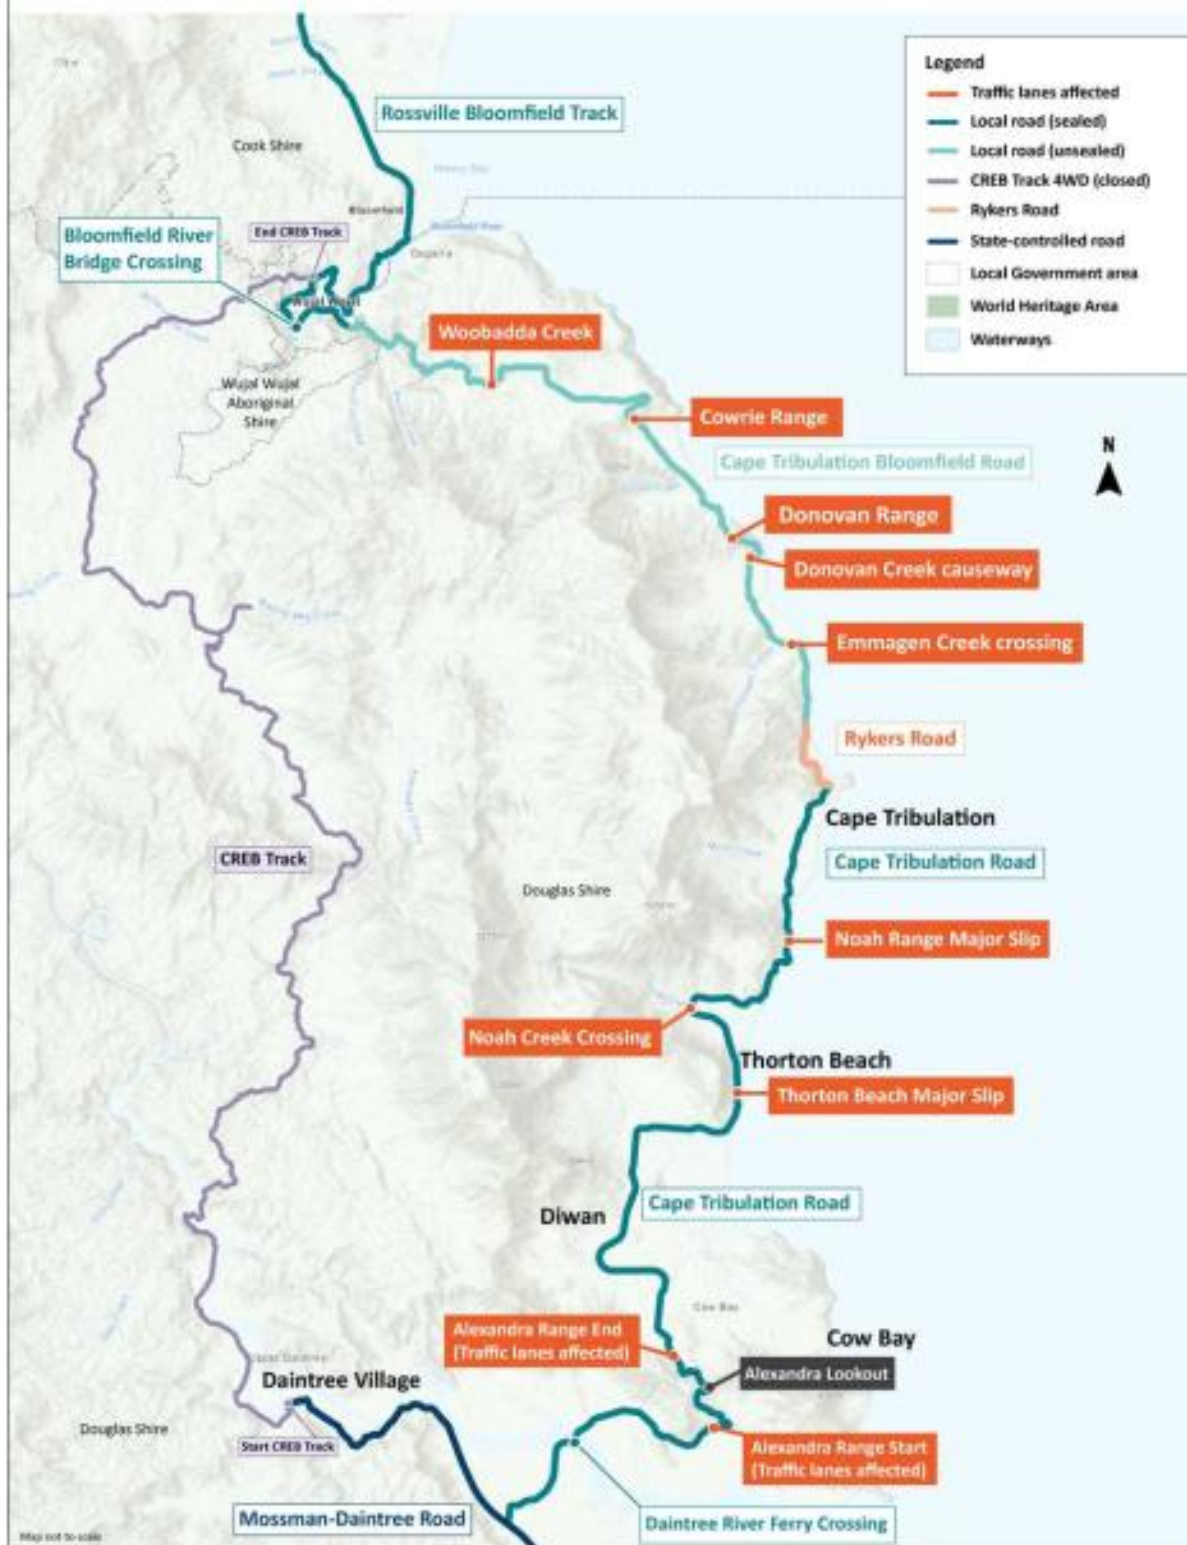 Legend
Traffic lanes affected
Local road (sealed)
Local road (unsealed)
CREB Track 4WD (closed)
Rykers Road
State-controlled road
Local Government area
World Heritage Area
Waterways
Rossville Bloomfield Track
Cook Shire
Bloomfield
End CREB Track
Bloomfield River
Bridge Crossing
Wujal Wujal
Woobadda Creek
Wujal Wujal
Aboriginal
Shire
Cowrie Range
Cape Tribulation Bloomfield Road
N
Donovan Range
Donovan Creek causeway
Emmagen Creek crossing
Rykers Road
Cape Tribulation
CREB Track
Cape Tribulation Road
Douglas Shire
Noah Range Major Slip
Noah Creek Crossing
Thorton Beach
Thorton Beach Major Slip
Cape Tribulation Road
Diwan
Cow Bay
Alexandra Range End
(Traffic lanes affected)
Cow Bay
Alexandra Lookout
Daintree Village
Douglas Shire
Start CREB Track
Alexandra Range Start
(Traffic lanes affected)
Mossman-Daintree Road
Daintree River Ferry Crossing
Map not to scale